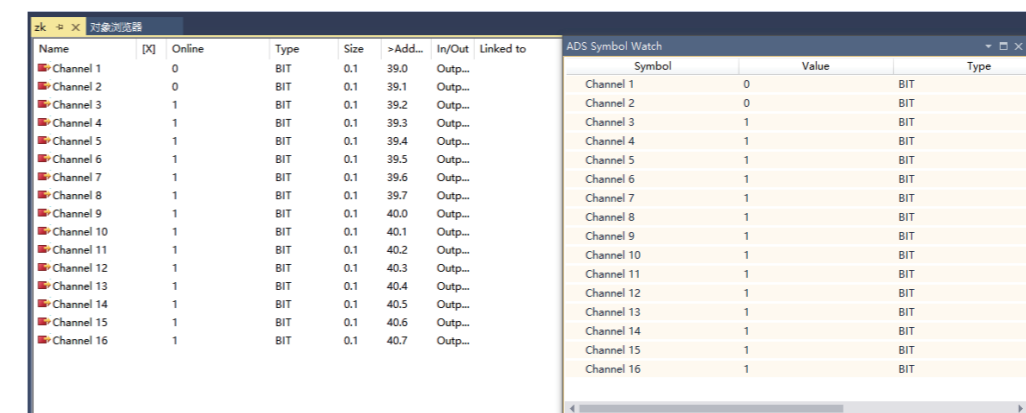 zk 对象浏览器
Name [X] Online Type Size >Add... In/Out Linked to
Channel 1 0 BIT 0.1 39.0 Outp...
Channel 2 0 BIT 0.1 39.1 Outp...
Channel 3 1 BIT 0.1 39.2 Outp...
Channel 4 1 BIT 0.1 39.3 Outp...
Channel 5 1 BIT 0.1 39.4 Outp...
Channel 6 1 BIT 0.1 39.5 Outp...
Channel 7 1 BIT 0.1 39.6 Outp...
Channel 8 1 BIT 0.1 39.7 Outp...
Channel 9 1 BIT 0.1 40.0 Outp...
Channel 10 1 BIT 0.1 40.1 Outp...
Channel 11 1 BIT 0.1 40.2 Outp...
Channel 12 1 BIT 0.1 40.3 Outp...
Channel 13 1 BIT 0.1 40.4 Outp...
Channel 14 1 BIT 0.1 40.5 Outp...
Channel 15 1 BIT 0.1 40.6 Outp...
Channel 16 1 BIT 0.1 40.7 Outp...
ADS Symbol Watch
Symbol Value Type
Channel 1 0 BIT
Channel 2 0 BIT
Channel 3 1 BIT
Channel 4 1 BIT
Channel 5 1 BIT
Channel 6 1 BIT
Channel 7 1 BIT
Channel 8 1 BIT
Channel 9 1 BIT
Channel 10 1 BIT
Channel 11 1 BIT
Channel 12 1 BIT
Channel 13 1 BIT
Channel 14 1 BIT
Channel 15 1 BIT
Channel 16 1 BIT